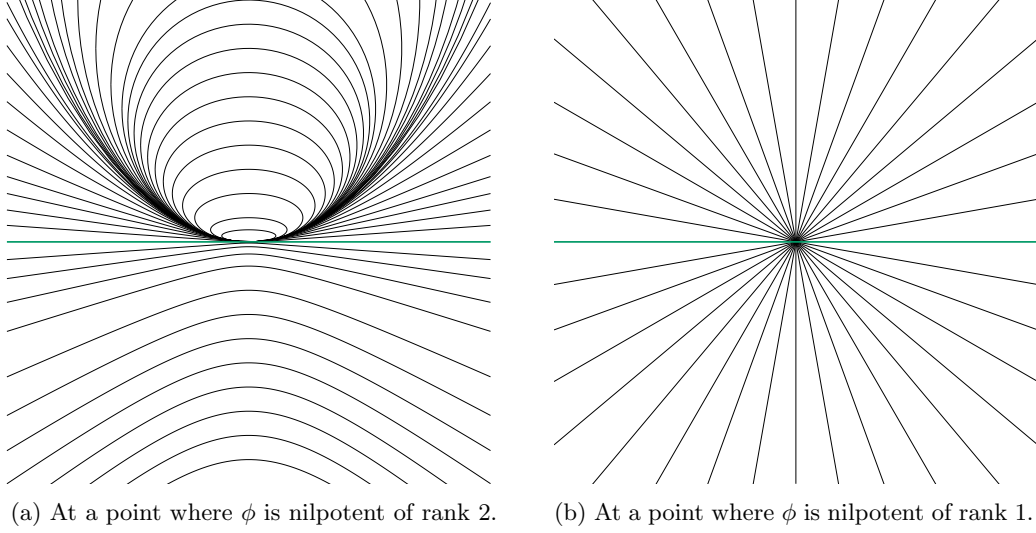 (a) At a point where ϕ is nilpotent of rank 2.
(b) At a point where ϕ is nilpotent of rank 1.